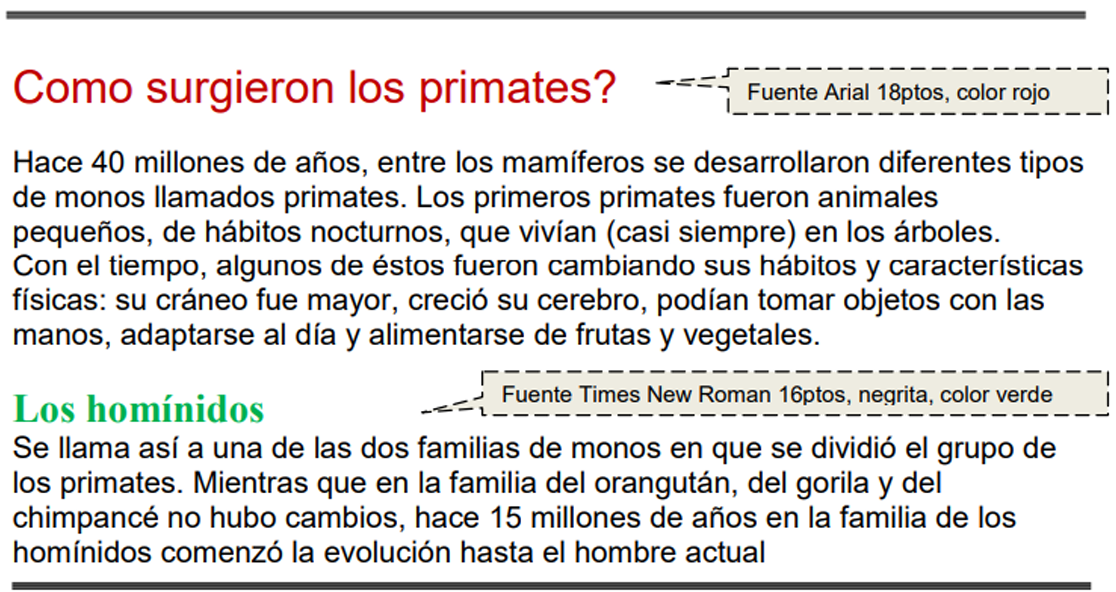 Como surgieron los primates?
Fuente Arial 18ptos, color rojo
Hace 40 millones de años, entre los mamíferos se desarrollaron diferentes tipos
de monos llamados primates. Los primeros primates fueron animales
pequeños, de hábitos nocturnos, que vivían (casi siempre) en los árboles.
Con el tiempo, algunos de éstos fueron cambiando sus hábitos y características
físicas: su cráneo fue mayor, creció su cerebro, podían tomar objetos con las
manos, adaptarse al día y alimentarse de frutas y vegetales.
Fuente Times New Roman 16ptos, negrita, color verde
Los homínidos
Se llama así a una de las dos familias de monos en que se dividió el grupo de
los primates. Mientras que en la familia del orangután, del gorila y del
chimpancé no hubo cambios, hace 15 millones de años en la familia de los
homínidos comenzó la evolución hasta el hombre actual